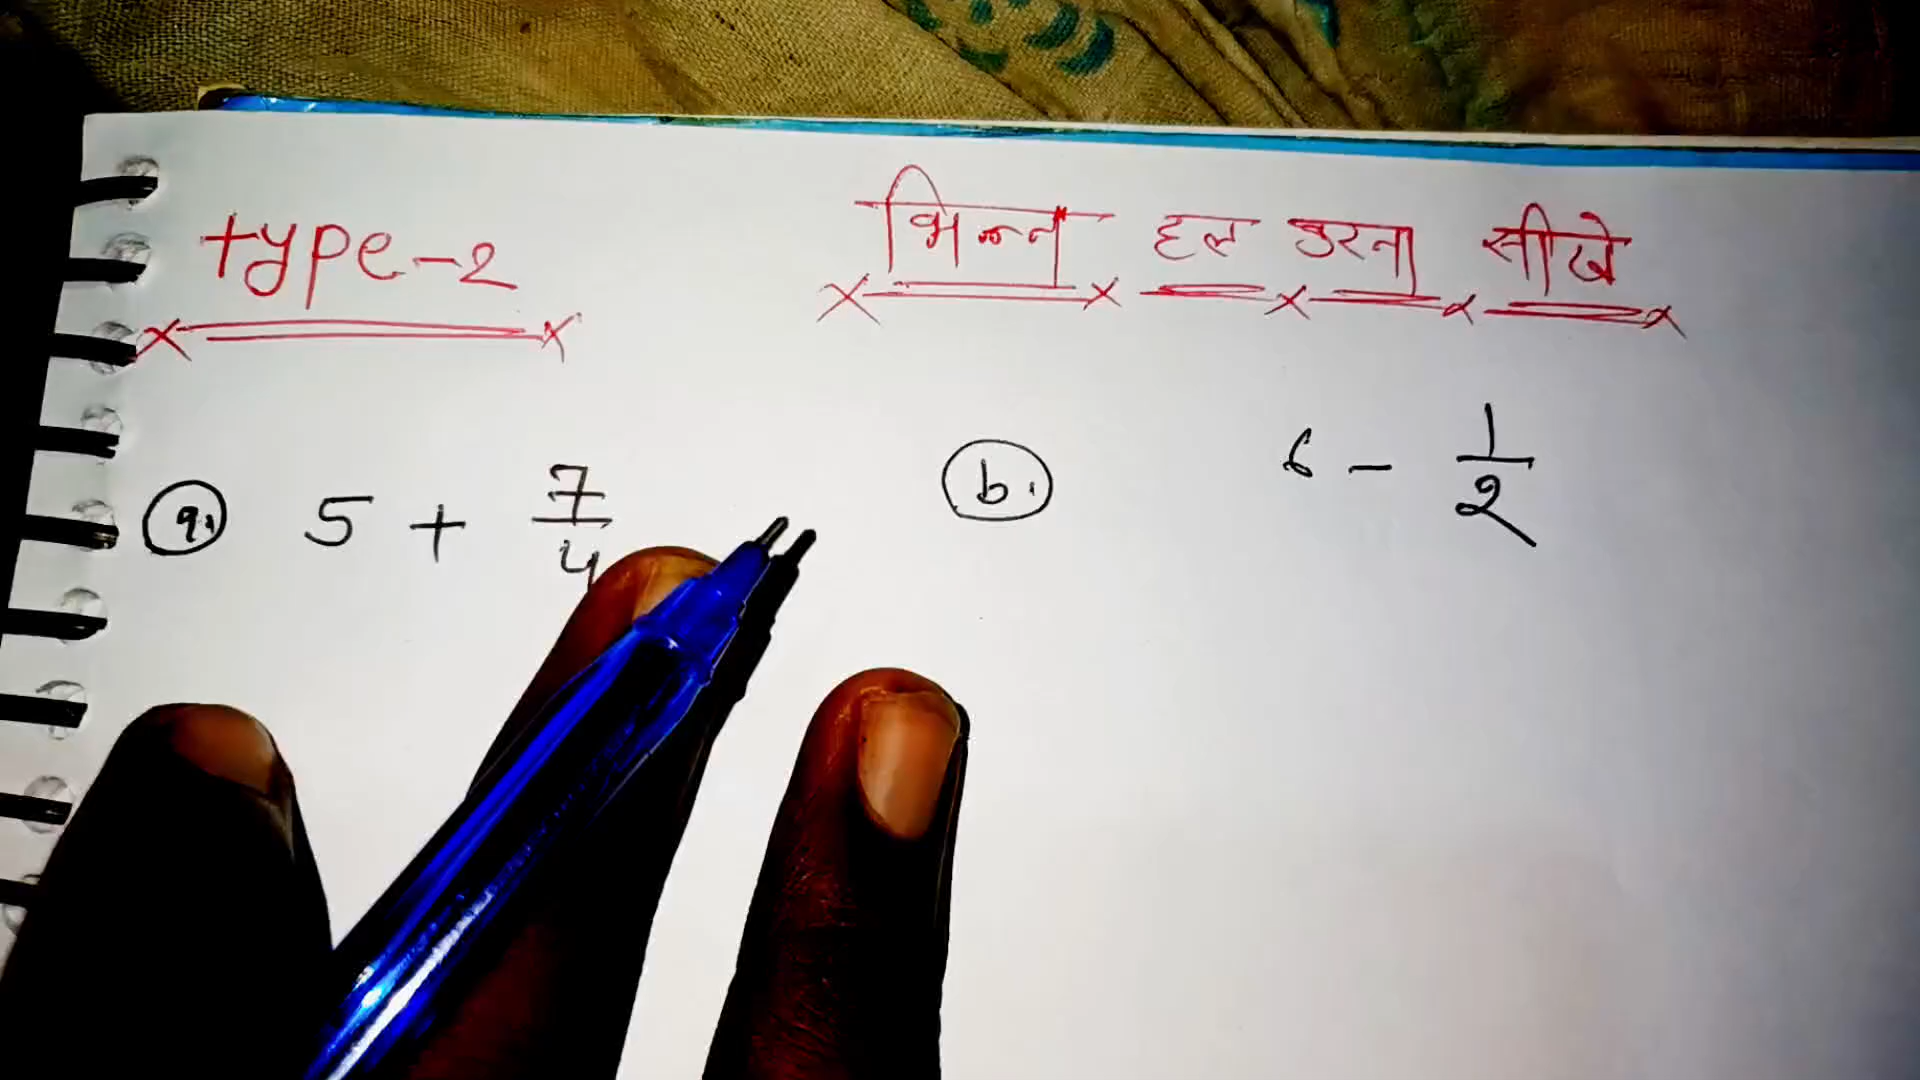 type-2
भिन्न हल करना सीखे
a. 5 + 7/4
b. 6 - 1/2